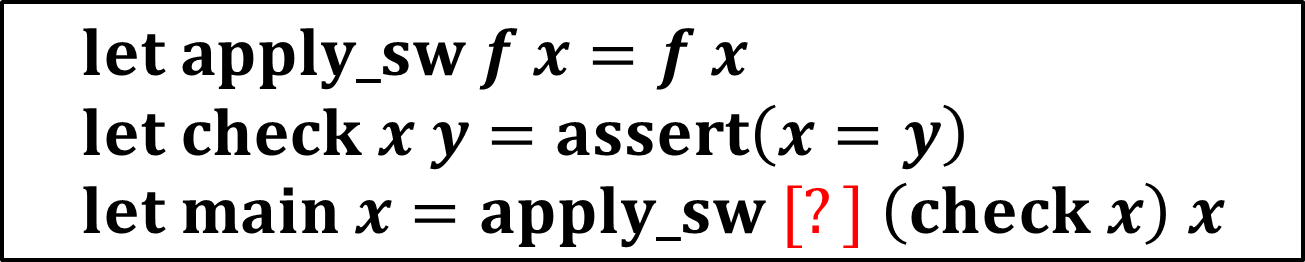 let apply_sw f x = f x
let check x y = assert(x = y)
let main x = apply_sw [?] (check x) x